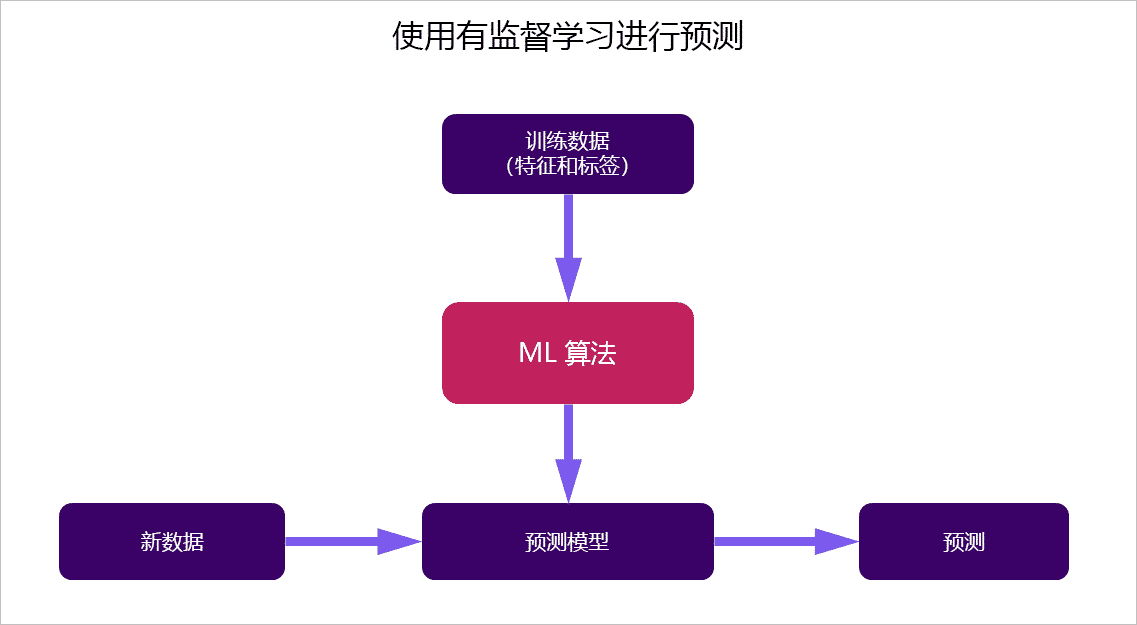 使用有监督学习进行预测
训练数据
（特征和标签）
ML 算法
新数据
预测模型
预测